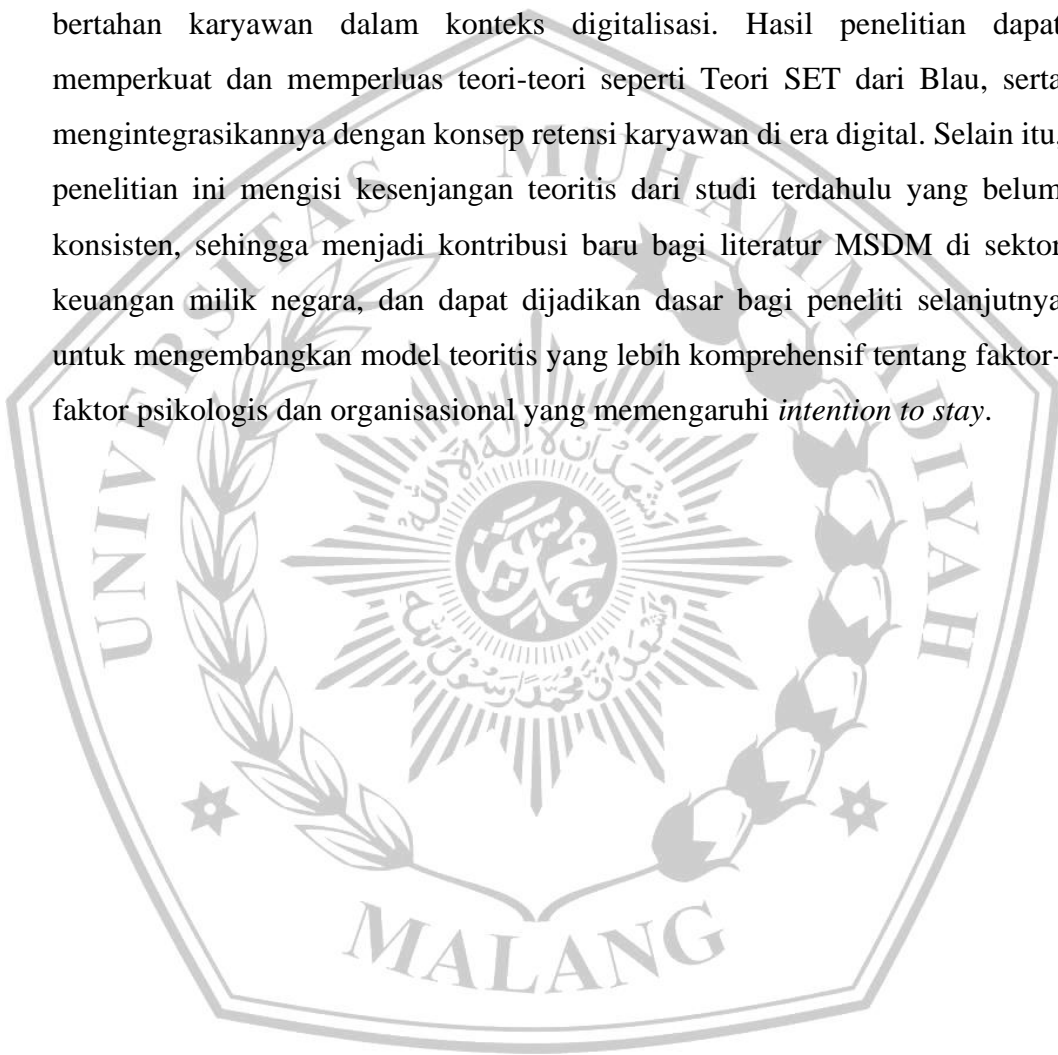 bertahan karyawan dalam konteks digitalisasi. Hasil penelitian dapat
memperkuat dan memperluas teori-teori seperti Teori SET dari Blau, serta
mengintegrasikannya dengan konsep retensi karyawan di era digital. Selain itu,
penelitian ini mengisi kesenjangan teoritis dari studi terdahulu yang belum
konsisten, sehingga menjadi kontribusi baru bagi literatur MSDM di sektor
keuangan milik negara, dan dapat dijadikan dasar bagi peneliti selanjutnya
untuk mengembangkan model teoritis yang lebih komprehensif tentang faktor-
faktor psikologis dan organisasional yang memengaruhi intention to stay.
UNIVERSITAS MUHAMMADIYAH
MALANG